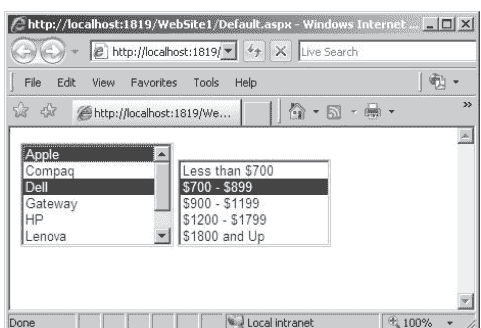 http://localhost:1819/WebSite1/Default.aspx - Windows Internet ...
http://localhost:1819/
Live Search
File Edit View Favorites Tools Help
http://localhost:1819/We...
»
Apple
Compaq
Dell
Gateway
HP
Lenova
Less than $700
$700 - $899
$900 - $1199
$1200 - $1799
$1800 and Up
Done
Local intranet
100%